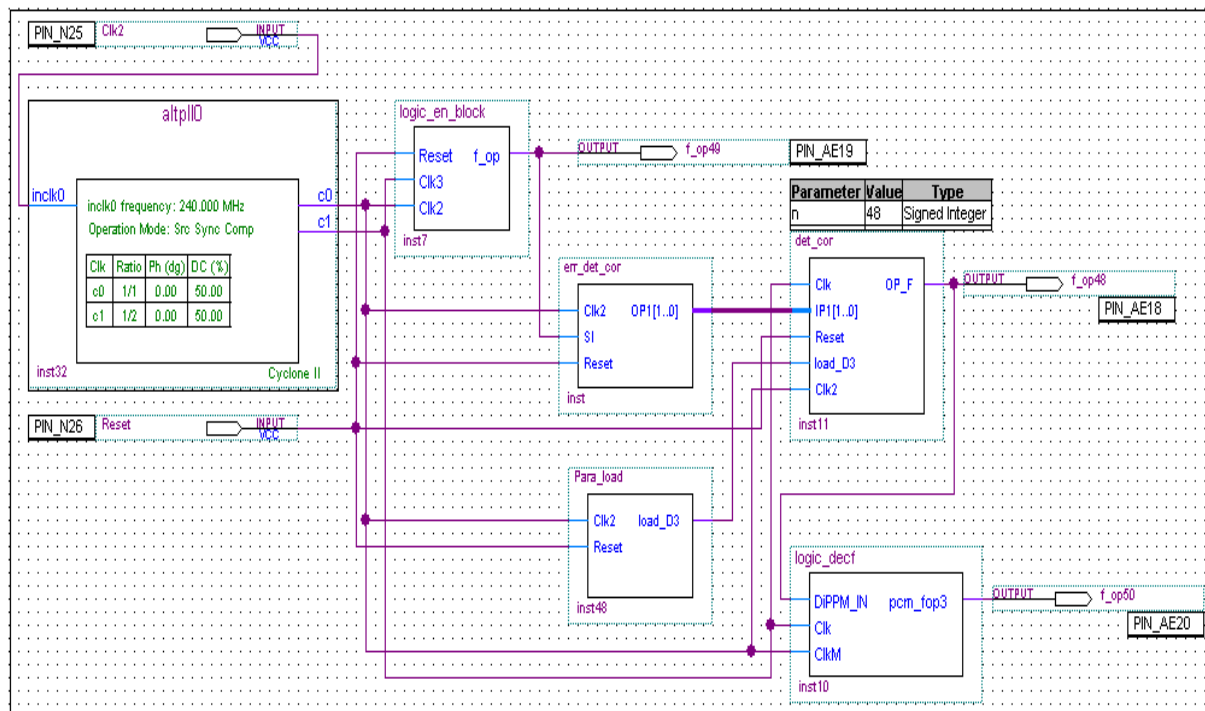 PIN_N25 Clk2 INPUT
VCC
altpll0
inclk0
inclk0 frequency: 240.000 MHz
Operation Mode: Src Sync Comp
Clk Ratio Ph (dg) DC (%)
c0 1/1 0.00 50.00
c1 1/2 0.00 50.00
c0
c1
inst32
Cyclone II
PIN_N26 Reset INPUT
VCC
logic_en_block
Reset f_op
Clk3
Clk2
inst7
OUTPUT f_op49
PIN_AE19
Parameter Value Type
n 48 Signed Integer
err_det_cor
Clk2 OP1[1..0]
SI
Reset
inst
det_cor
Clk OP_F
IP1[1..0]
Reset
load_D3
Clk2
inst11
OUTPUT f_op48
PIN_AE18
Para_load
Clk2 load_D3
Reset
inst48
logic_decf
DiPPM_IN pcm_fop3
Clk
ClkM
inst10
OUTPUT f_op50
PIN_AE20